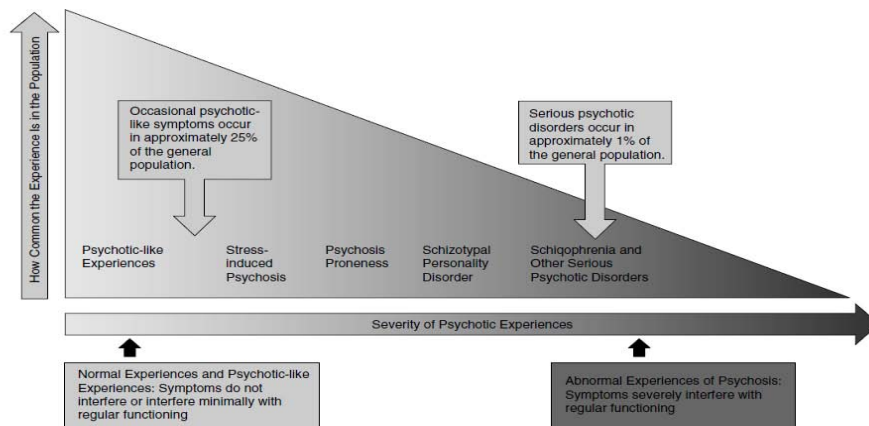 How Common the Experience Is in the Population
Occasional psychotic-
like symptoms occur
in approximately 25%
of the general
population.
Serious psychotic
disorders occur in
approximately 1% of
the general population.
Psychotic-like
Experiences
Stress-
induced
Psychosis
Psychosis
Proneness
Schizotypal
Personality
Disorder
Schiqophrenia and
Other Serious
Psychotic Disorders
Severity of Psychotic Experiences
Normal Experiences and Psychotic-like
Experiences: Symptoms do not
interfere or interfere minimally with
regular functioning
Abnormal Experiences of Psychosis:
Symptoms severely interfere with
regular functioning